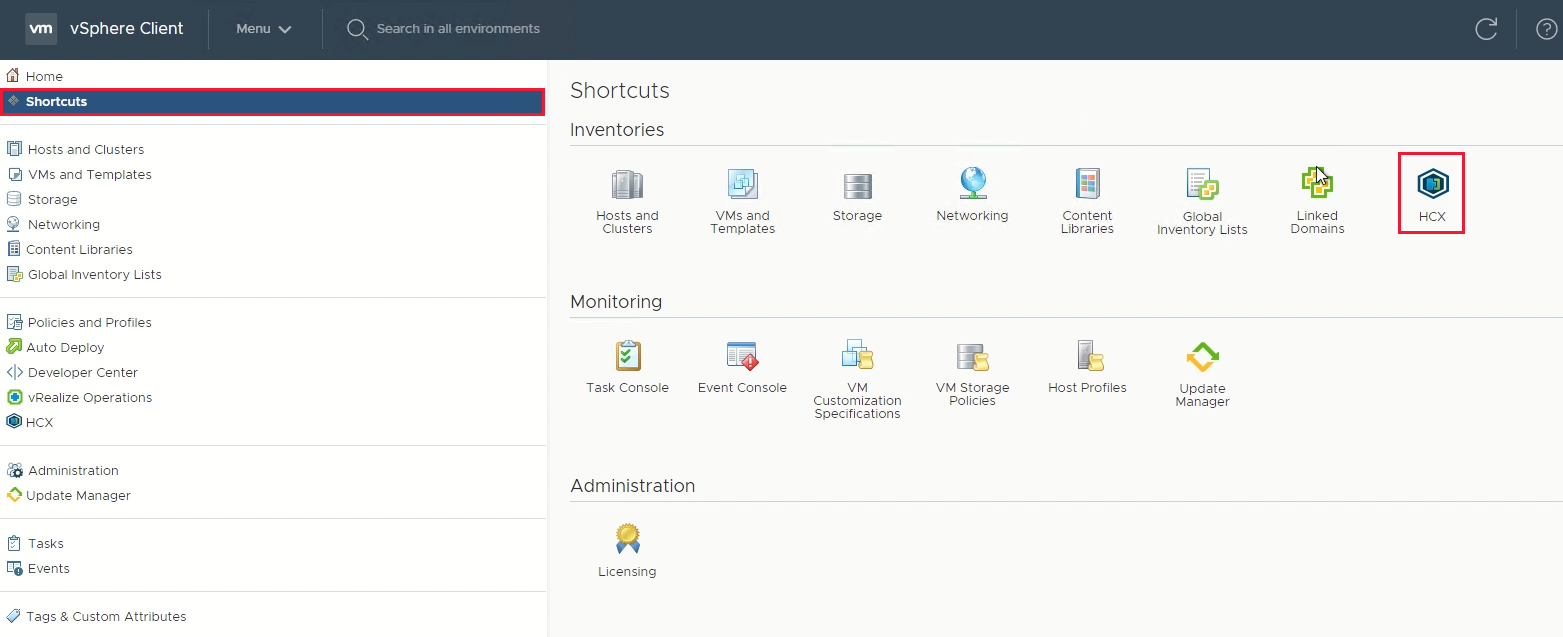 vm vSphere Client Menu Search in all environments ?
Home
Shortcuts
Hosts and Clusters
VMs and Templates
Storage
Networking
Content Libraries
Global Inventory Lists
Policies and Profiles
Auto Deploy
Developer Center
vRealize Operations
HCX
Administration
Update Manager
Tasks
Events
Tags & Custom Attributes
Shortcuts
Inventories
Hosts and
Clusters
VMs and
Templates
Storage
Networking
Content
Libraries
Global
Inventory Lists
Linked
Domains
HCX
Monitoring
Task Console
Event Console
VM
Customization
Specifications
VM Storage
Policies
Host Profiles
Update
Manager
Administration
Licensing